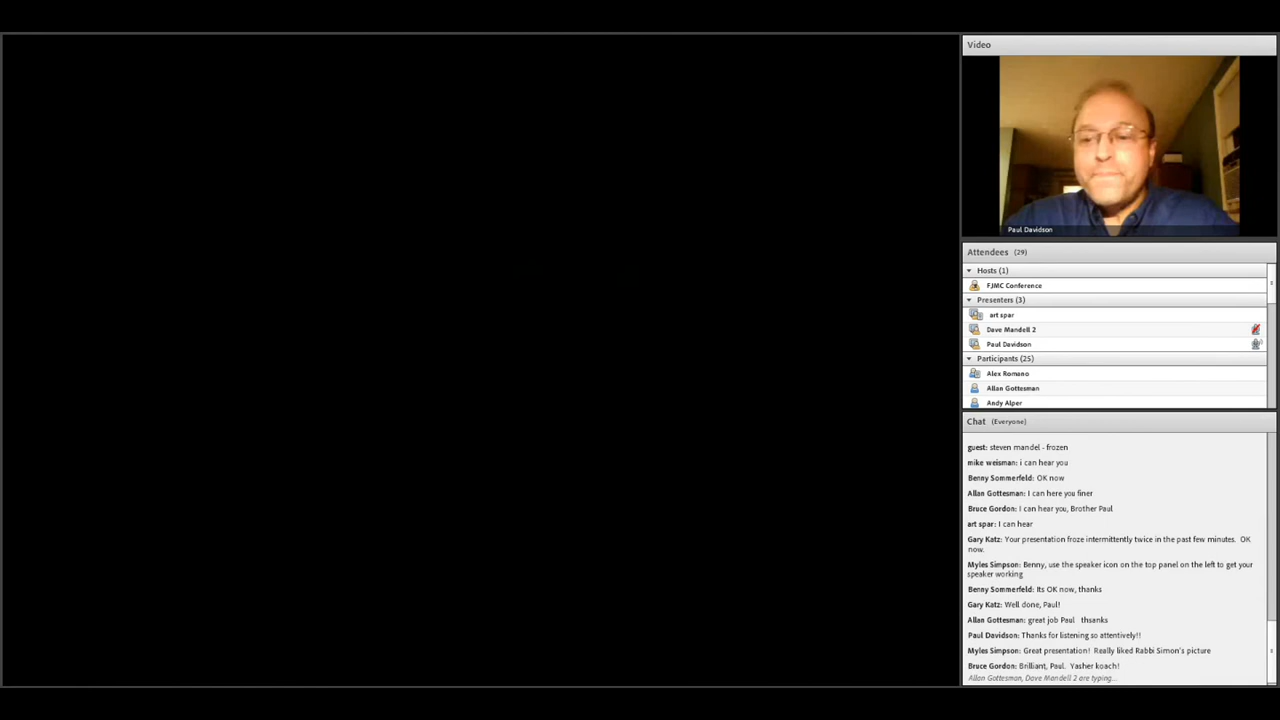 Video
Paul Davidson
Attendees (29)
Hosts (1)
FJMC Conference
Presenters (3)
art spar
Dave Mandell 2
Paul Davidson
Participants (25)
Alex Romano
Allan Gottesman
Andy Alper
Chat (Everyone)
guest: steven mandel - frozen
mike weisman: i can hear you
Benny Sommerfeld: OK now
Allan Gottesman: I can here you finer
Bruce Gordon: I can hear you, Brother Paul
art spar: I can hear
Gary Katz: Your presentation froze intermittently twice in the past few minutes. OK
now.
Myles Simpson: Benny, use the speaker icon on the top panel on the left to get your
speaker working
Benny Sommerfeld: Its OK now, thanks
Gary Katz: Well done, Paul!
Allan Gottesman: great job Paul thsanks
Paul Davidson: Thanks for listening so attentively!!
Myles Simpson: Great presentation! Really liked Rabbi Simon's picture
Bruce Gordon: Brilliant, Paul. Yasher koach!
Allan Gottesman, Dave Mandell 2 are typing...